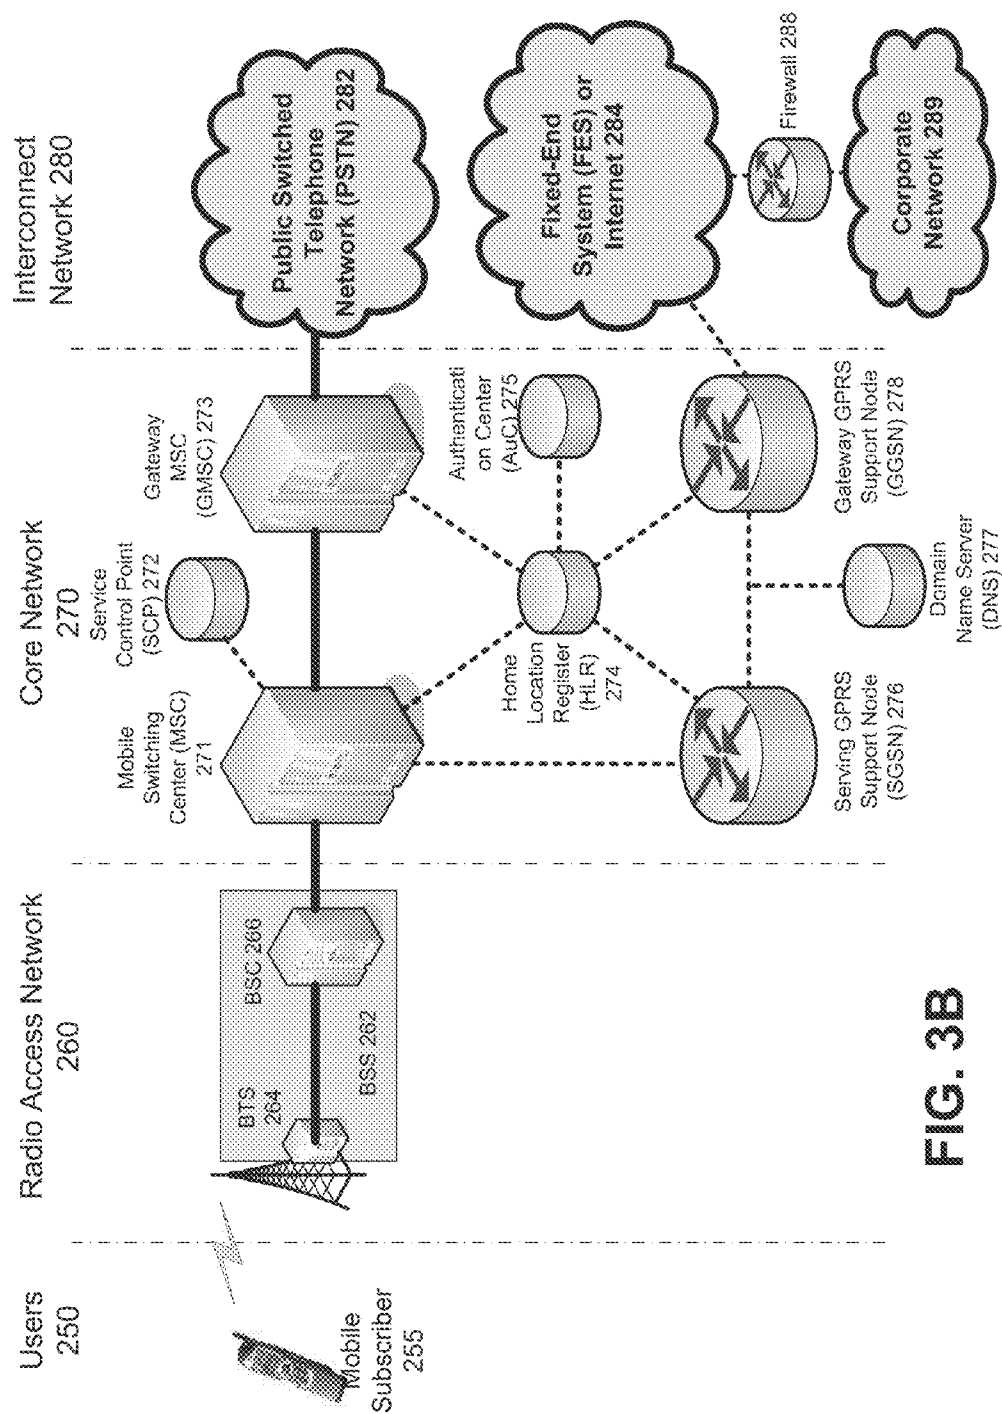 Users
250
Radio Access Network
260
Core Network
270
Interconnect
Network 280
Mobile
Subscriber
255
BTS
264
BSC 266
BSS 262
Mobile
Switching
Center (MSC)
271
Service
Control Point
(SCP) 272
Gateway
MSC
(GMSC) 273
Public Switched
Telephone
Network (PSTN) 282
Home
Location
Register
(HLR)
274
Authenticati
on Center
(AuC) 275
Fixed-End
System (FES) or
Internet 284
Firewall 288
Serving GPRS
Support Node
(SGSN) 276
Domain
Name Server
(DNS) 277
Gateway GPRS
Support Node
(GGSN) 278
Corporate
Network 289
FIG. 3B